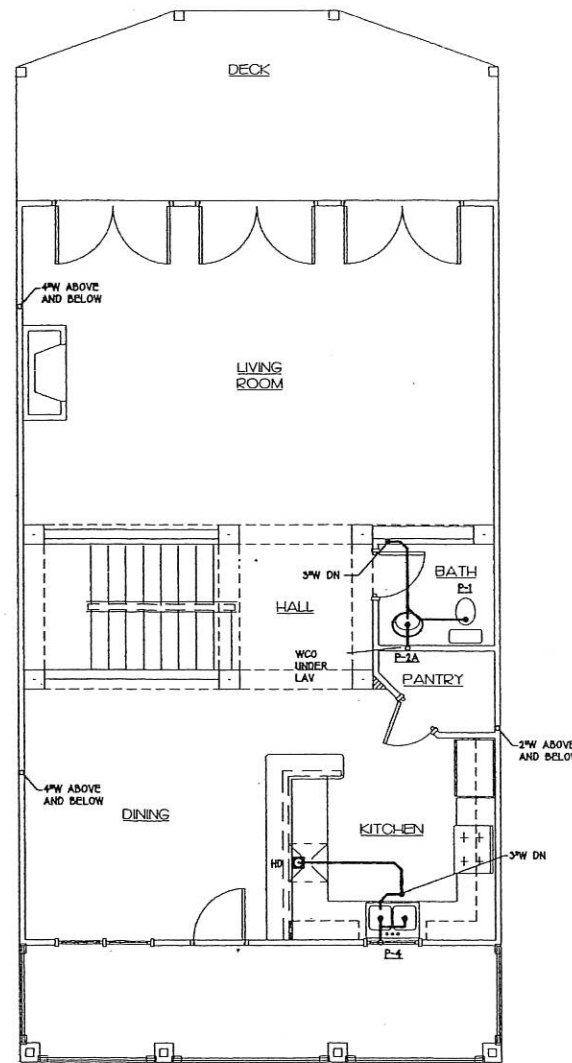 DECK
4"W ABOVE
AND BELOW
LIVING
ROOM
3"W DN
BATH
P-1
HALL
WCO
UNDER
LAV
P-2A
PANTRY
2"W ABOVE
AND BELOW
4"W ABOVE
AND BELOW
DINING
KITCHEN
HD
3"W DN
P-4